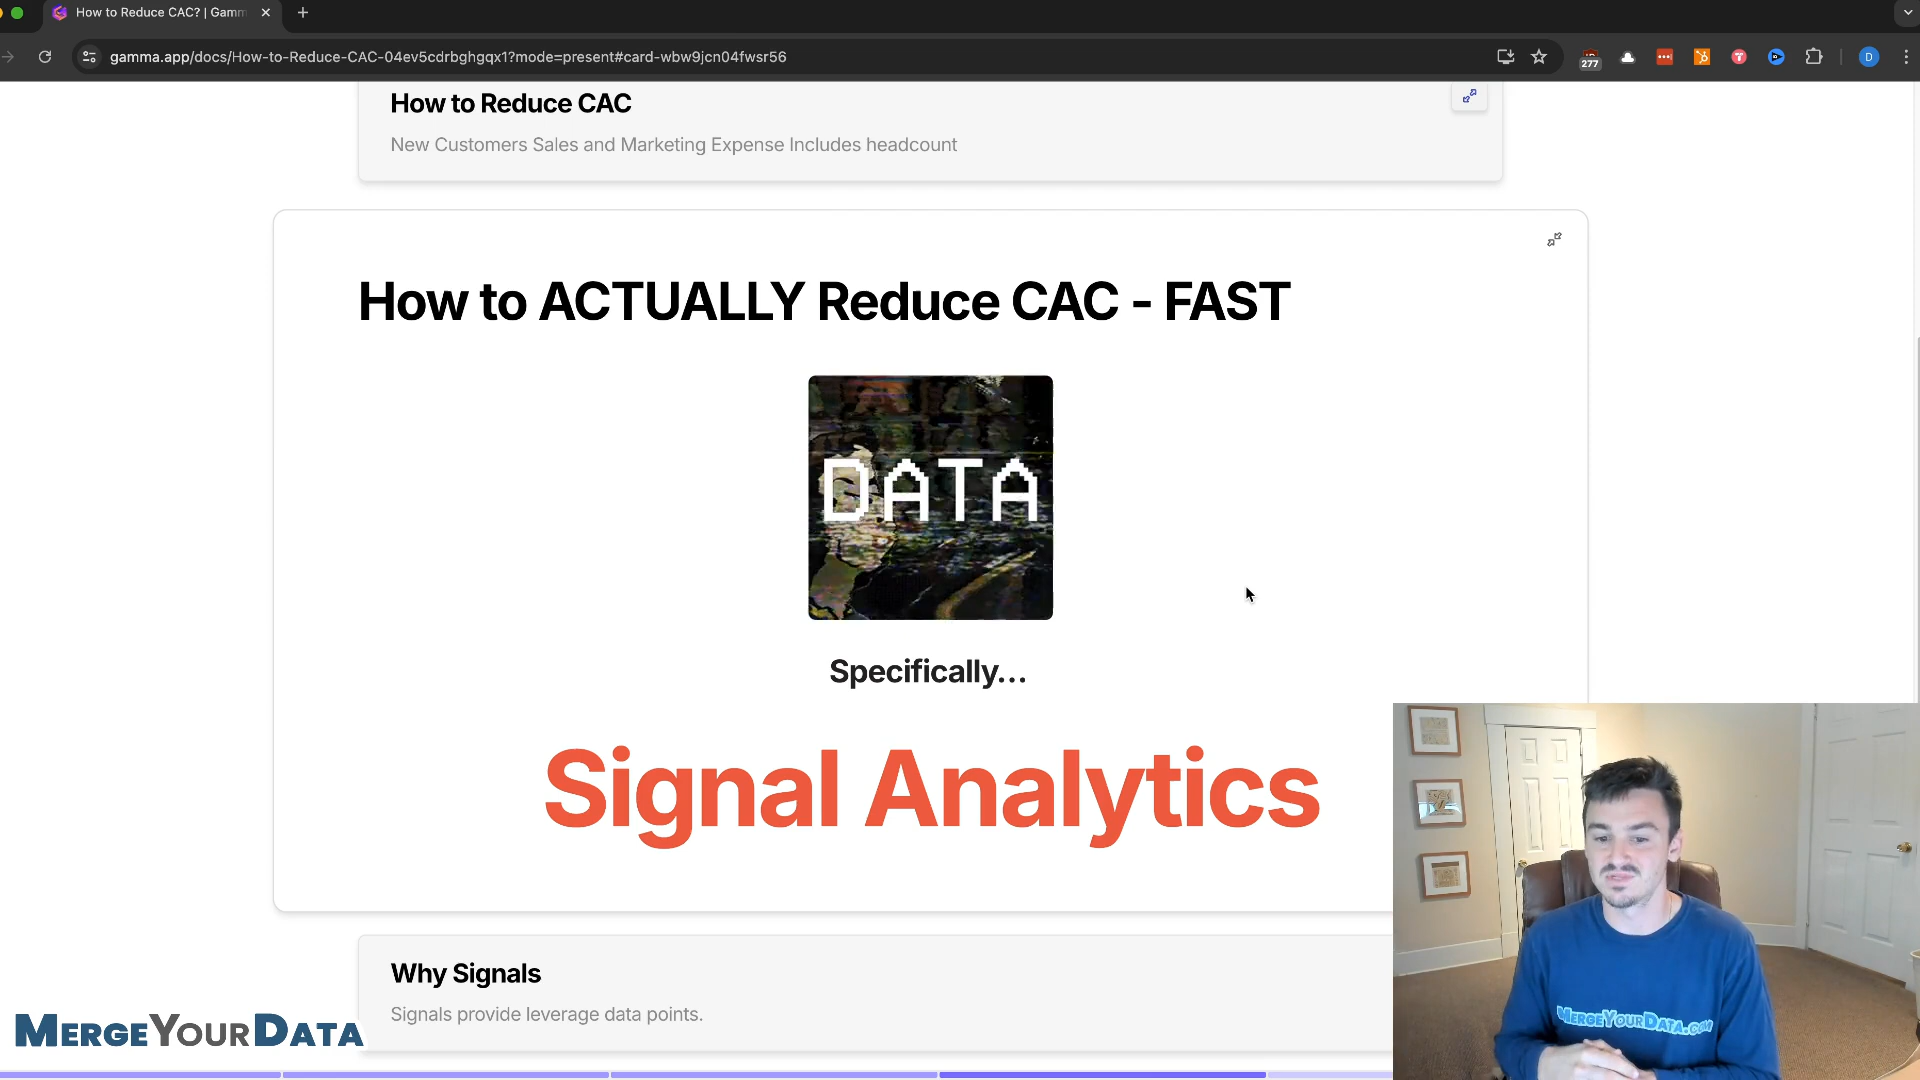 How to Reduce CAC? | Gamm
gamma.app/docs/How-to-Reduce-CAC-04ev5cdrbghgqx1?mode=present#card-wbw9jcn04fwsr56
277
D
How to Reduce CAC
New Customers Sales and Marketing Expense Includes headcount
How to ACTUALLY Reduce CAC - FAST
DATA
Specifically...
Signal Analytics
Why Signals
Signals provide leverage data points.
MERGEYOURDATA
MERGEYOURDATA.COM